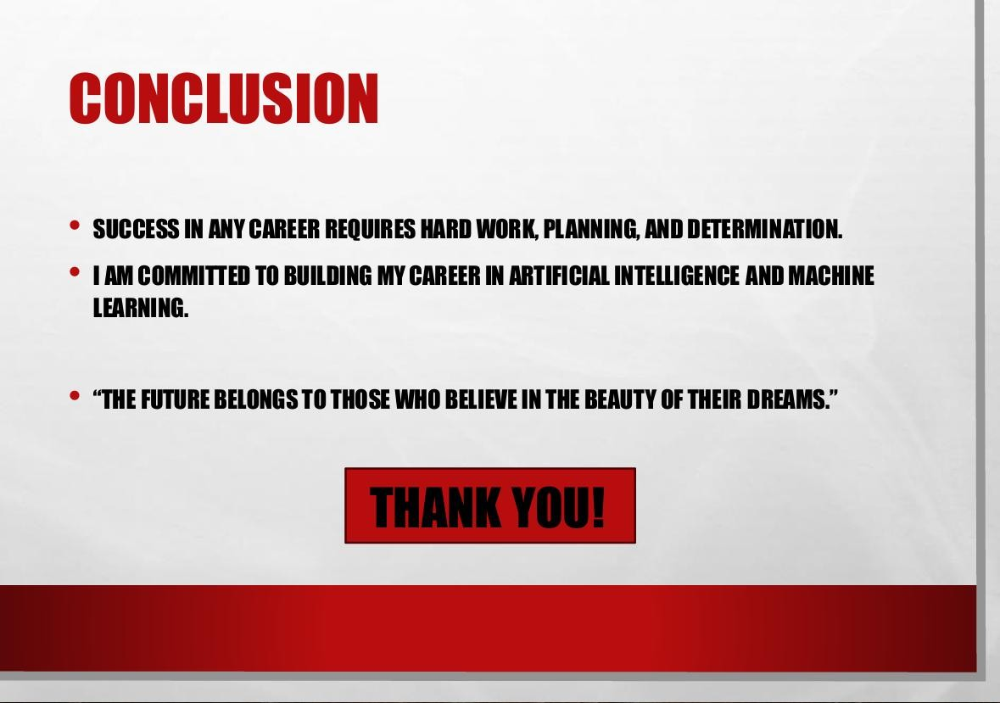 CONCLUSION
• SUCCESS IN ANY CAREER REQUIRES HARD WORK, PLANNING, AND DETERMINATION.
• I AM COMMITTED TO BUILDING MY CAREER IN ARTIFICIAL INTELLIGENCE AND MACHINE
LEARNING.
• “THE FUTURE BELONGS TO THOSE WHO BELIEVE IN THE BEAUTY OF THEIR DREAMS.”
THANK YOU!